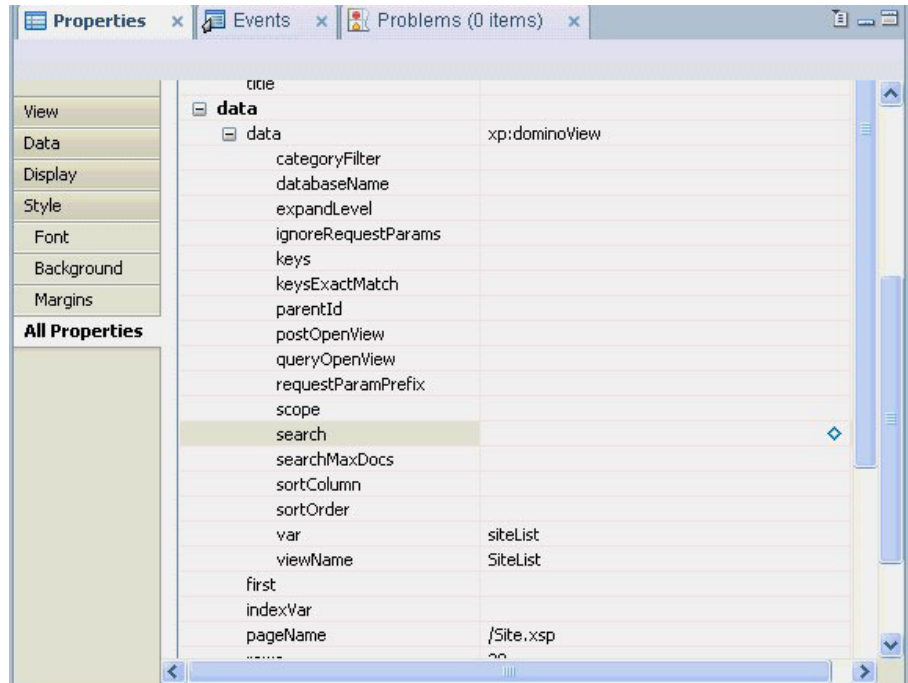 Properties Events Problems (0 items)
title
View
Data
Display
Style
Font
Background
Margins
All Properties
data
data xp:dominoView
categoryFilter
databaseName
expandLevel
ignoreRequestParams
keys
keysExactMatch
parentId
postOpenView
queryOpenView
requestParamPrefix
scope
search
searchMaxDocs
sortColumn
sortOrder
var siteList
viewName SiteList
first
indexVar
pageName /Site.xsp